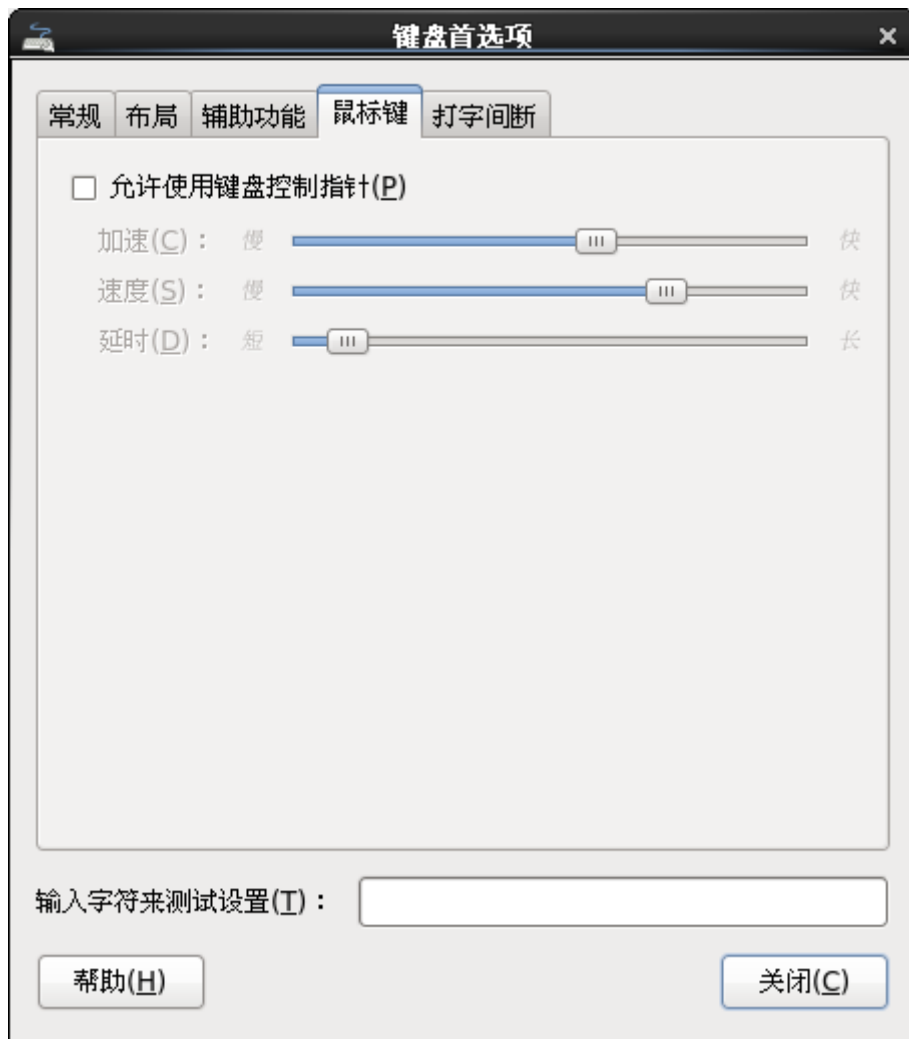 键盘首选项
常规 布局 辅助功能 鼠标键 打字间断
允许使用键盘控制指针(P)
加速(C)： 慢 快
速度(S)： 慢 快
延时(D)： 短 长
输入字符来测试设置(T)：
帮助(H) 关闭(C)